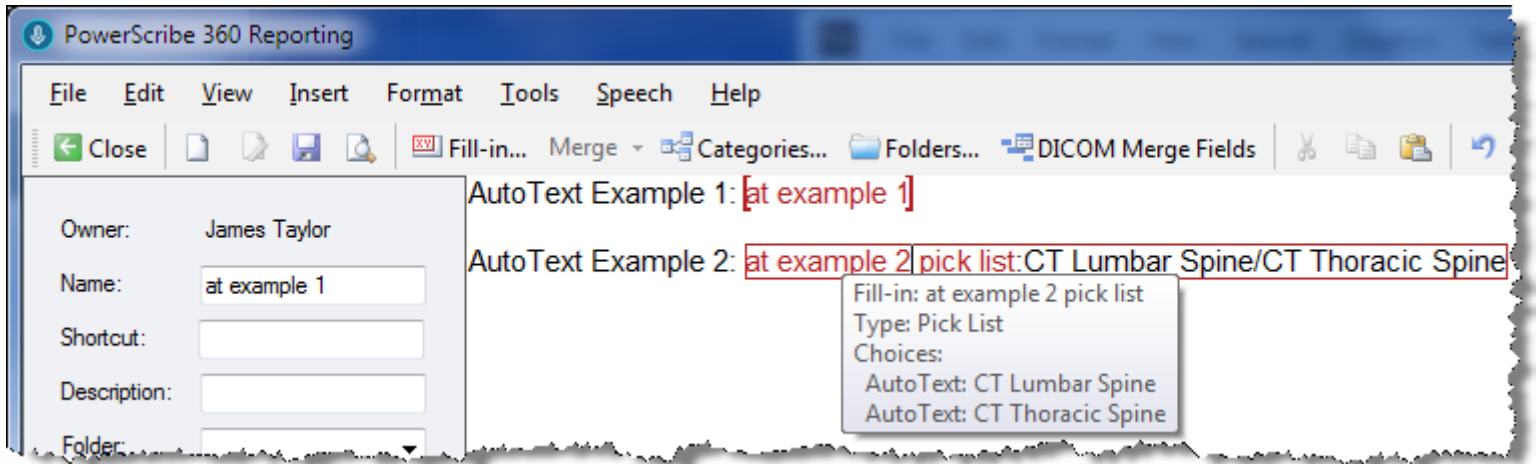 PowerScribe 360 Reporting
File Edit View Insert Format Tools Speech Help
Close Fill-in... Merge Categories... Folders... DICOM Merge Fields
AutoText Example 1: [at example 1]
Owner: James Taylor
AutoText Example 2: at example 2 pick list:CT Lumbar Spine/CT Thoracic Spine
Name: at example 1
Fill-in: at example 2 pick list
Type: Pick List
Shortcut:
Choices:
AutoText: CT Lumbar Spine
Description:
AutoText: CT Thoracic Spine
Folder: